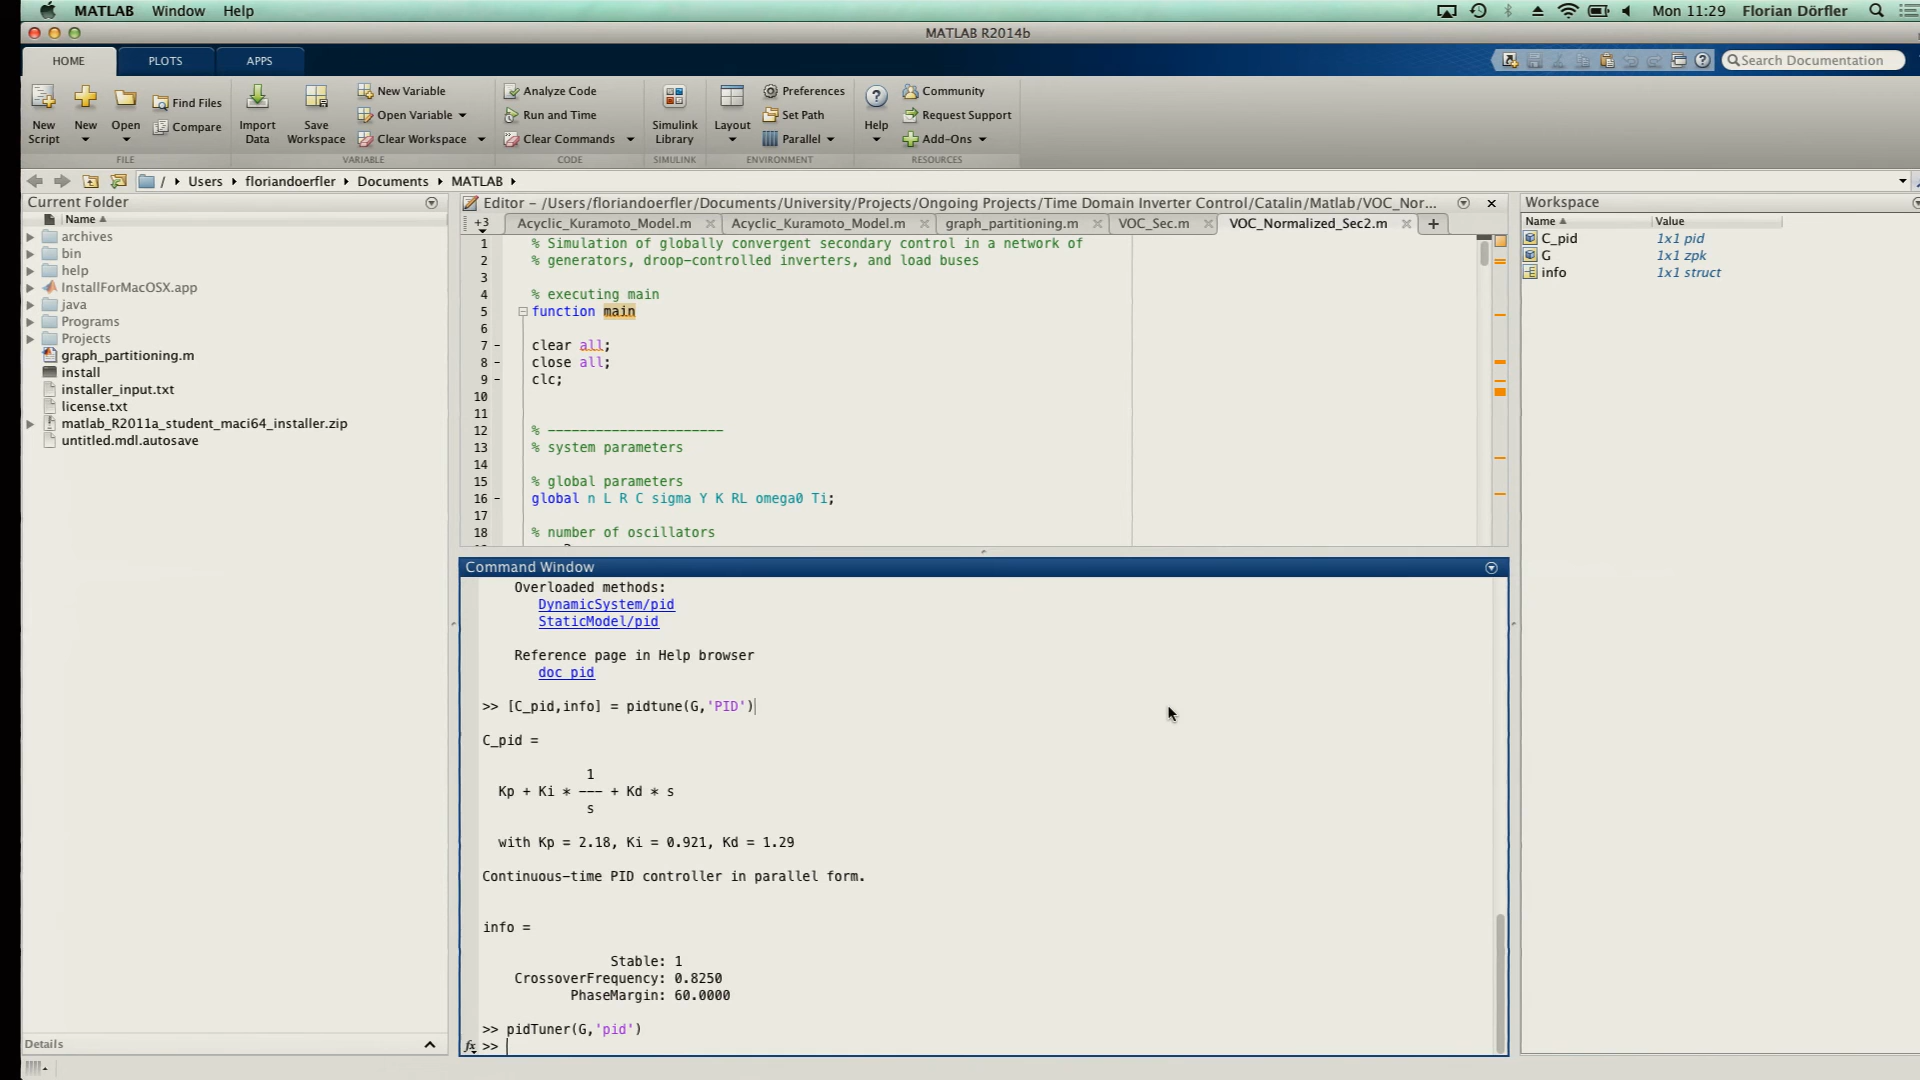 MATLAB Window Help
Mon 11:29 Florian Dörfler
MATLAB R2014b
HOME PLOTS APPS
Search Documentation
New Script
New
Open
Find Files
Compare
Import Data
Save Workspace
New Variable
Open Variable
Clear Workspace
Analyze Code
Run and Time
Clear Commands
Simulink Library
Layout
Preferences
Set Path
Parallel
Help
Community
Request Support
Add-Ons
FILE VARIABLE CODE SIMULINK ENVIRONMENT RESOURCES
/ Users floriandoerfler Documents MATLAB
Current Folder
Name
archives
bin
help
InstallForMacOSX.app
java
Programs
Projects
graph_partitioning.m
install
installer_input.txt
license.txt
matlab_R2011a_student_maci64_installer.zip
untitled.mdl.autosave
Details
Editor – /Users/floriandoerfler/Documents/University/Projects/Ongoing Projects/Time Domain Inverter Control/Catalin/Matlab/VOC_Nor...
+3 Acyclic_Kuramoto_Model.m Acyclic_Kuramoto_Model.m graph_partitioning.m VOC_Sec.m VOC_Normalized_Sec2.m +
1 % Simulation of globally convergent secondary control in a network of
2 % generators, droop-controlled inverters, and load buses
3
4 % executing main
5 function main
6
7 – clear all;
8 – close all;
9 – clc;
10
11
12 % ----------------------
13 % system parameters
14
15 % global parameters
16 – global n L R C sigma Y K RL omega0 Ti;
17
18 % number of oscillators
Command Window
Overloaded methods:
DynamicSystem/pid
StaticModel/pid
Reference page in Help browser
doc pid
>> [C_pid,info] = pidtune(G,'PID')
C_pid =
1
Kp + Ki * --- + Kd * s
s
with Kp = 2.18, Ki = 0.921, Kd = 1.29
Continuous-time PID controller in parallel form.
info =
Stable: 1
CrossoverFrequency: 0.8250
PhaseMargin: 60.0000
>> pidTuner(G,'pid')
fx >>
Workspace
Name Value
C_pid 1x1 pid
G 1x1 zpk
info 1x1 struct